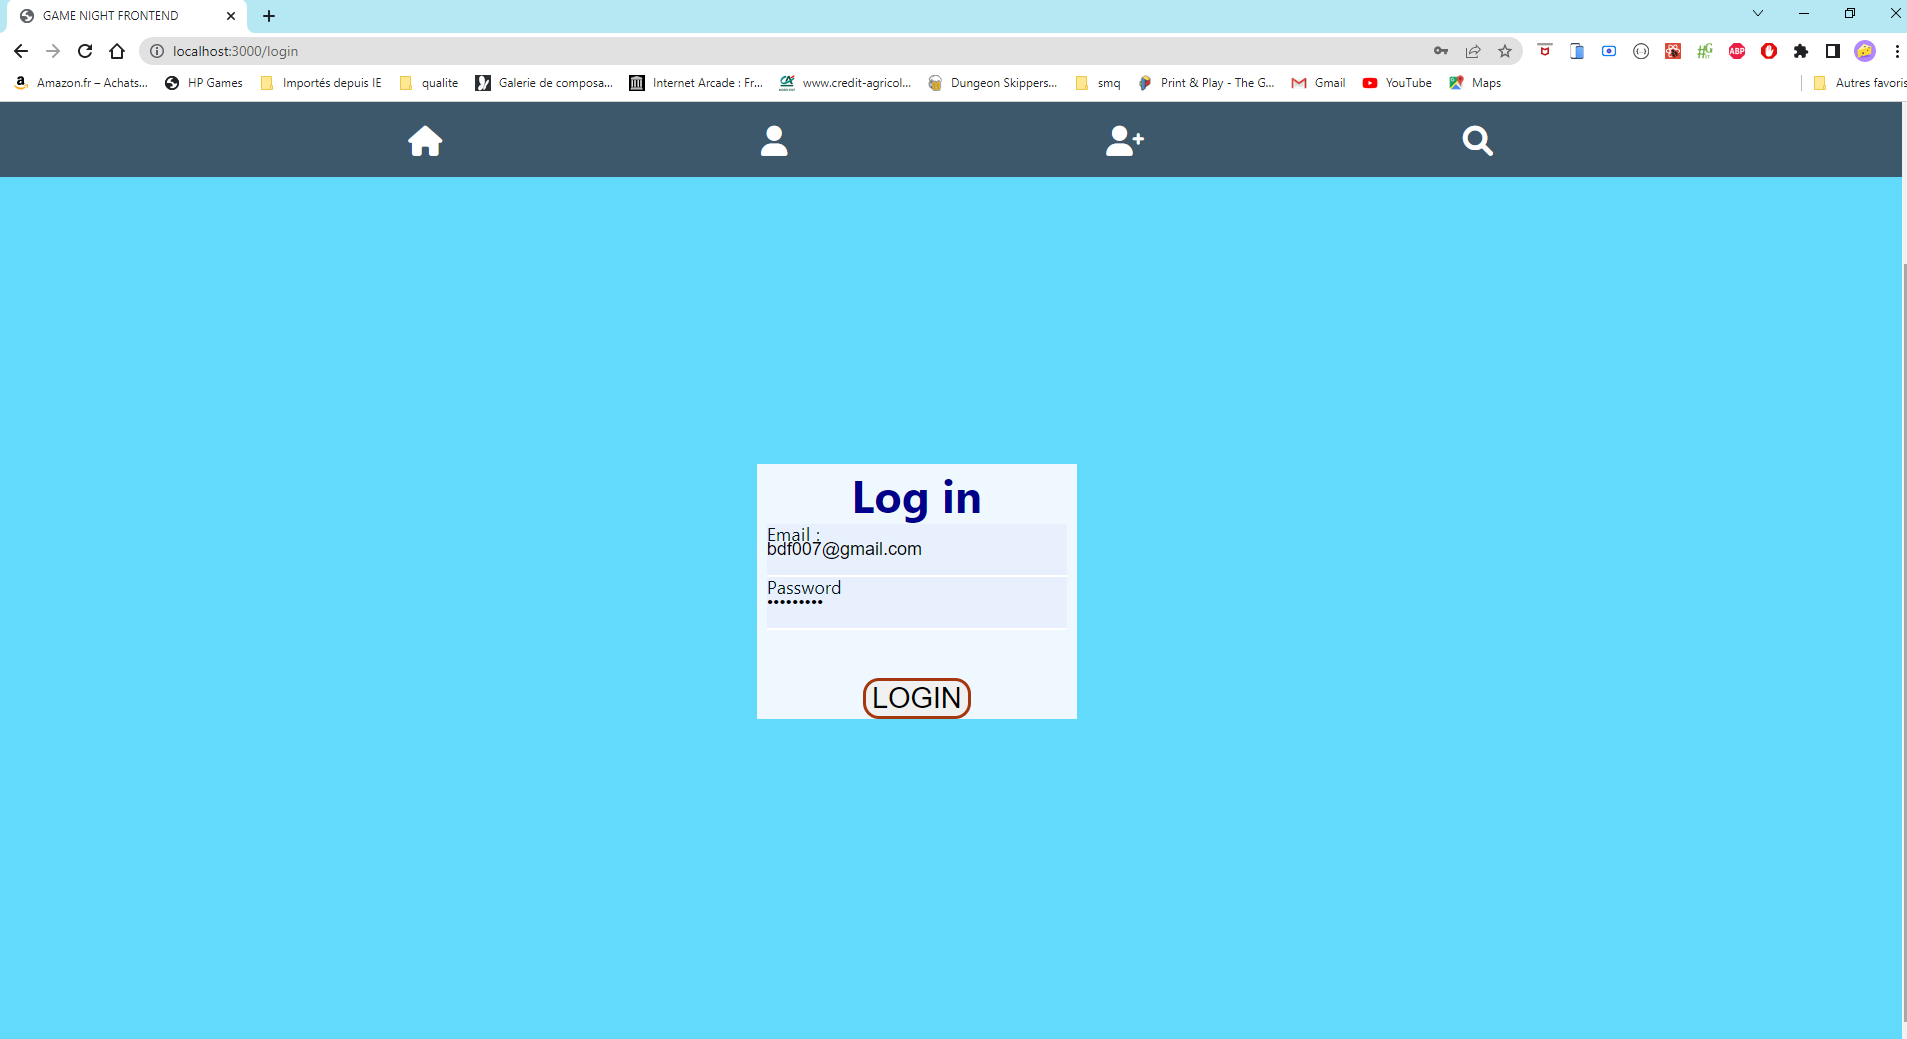 GAME NIGHT FRONTEND
localhost:3000/login
Amazon.fr – Achats... HP Games Importés depuis IE qualite Galerie de composa... Internet Arcade : Fr... www.credit-agricol... Dungeon Skippers... smq Print & Play - The G... Gmail YouTube Maps Autres favoris
Log in
Email :
bdf007@gmail.com
Password
•••••••••
LOGIN